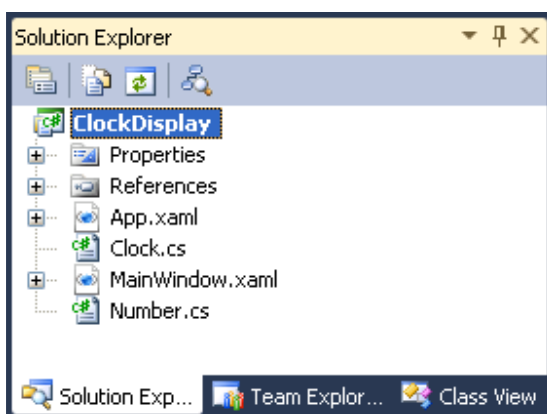 Solution Explorer
ClockDisplay
Properties
References
App.xaml
Clock.cs
MainWindow.xaml
Number.cs
Solution Exp... Team Explor... Class View